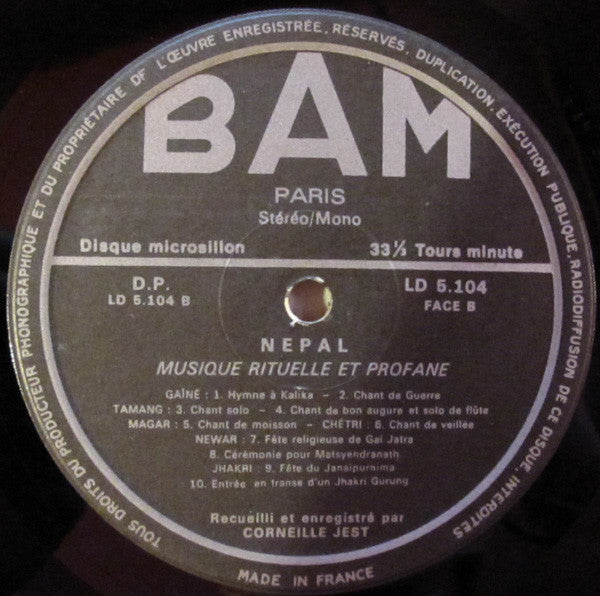 TOUS DROITS DU PRODUCTEUR PHONOGRAPHIQUE ET DU PROPRIÉTAIRE DE L'ŒUVRE ENREGISTRÉE, RÉSERVÉS, DUPLICATION, EXÉCUTION PUBLIQUE, RADIODIFFUSION DE CE DISQUE, INTERDITES
BAM
PARIS
Stéréo/Mono
Disque microsillon 33⅓ Tours minute
D.P. LD 5.104
LD 5.104 B FACE B
NEPAL
MUSIQUE RITUELLE ET PROFANE
GAÏNÉ : 1. Hymne à Kalika - 2. Chant de Guerre
TAMANG : 3. Chant solo - 4. Chant de bon augure et solo de flûte
MAGAR : 5. Chant de moisson - CHÉTRI : 6. Chant de veillée
NEWAR : 7. Fête religieuse de Gai Jatra
8. Cérémonie pour Matsyendranath
JHAKRI : 9. Fête du Janaipurnima
10. Entrée en transe d'un Jhakri Gurung
Recueilli et enregistré par
CORNEILLE JEST
MADE IN FRANCE